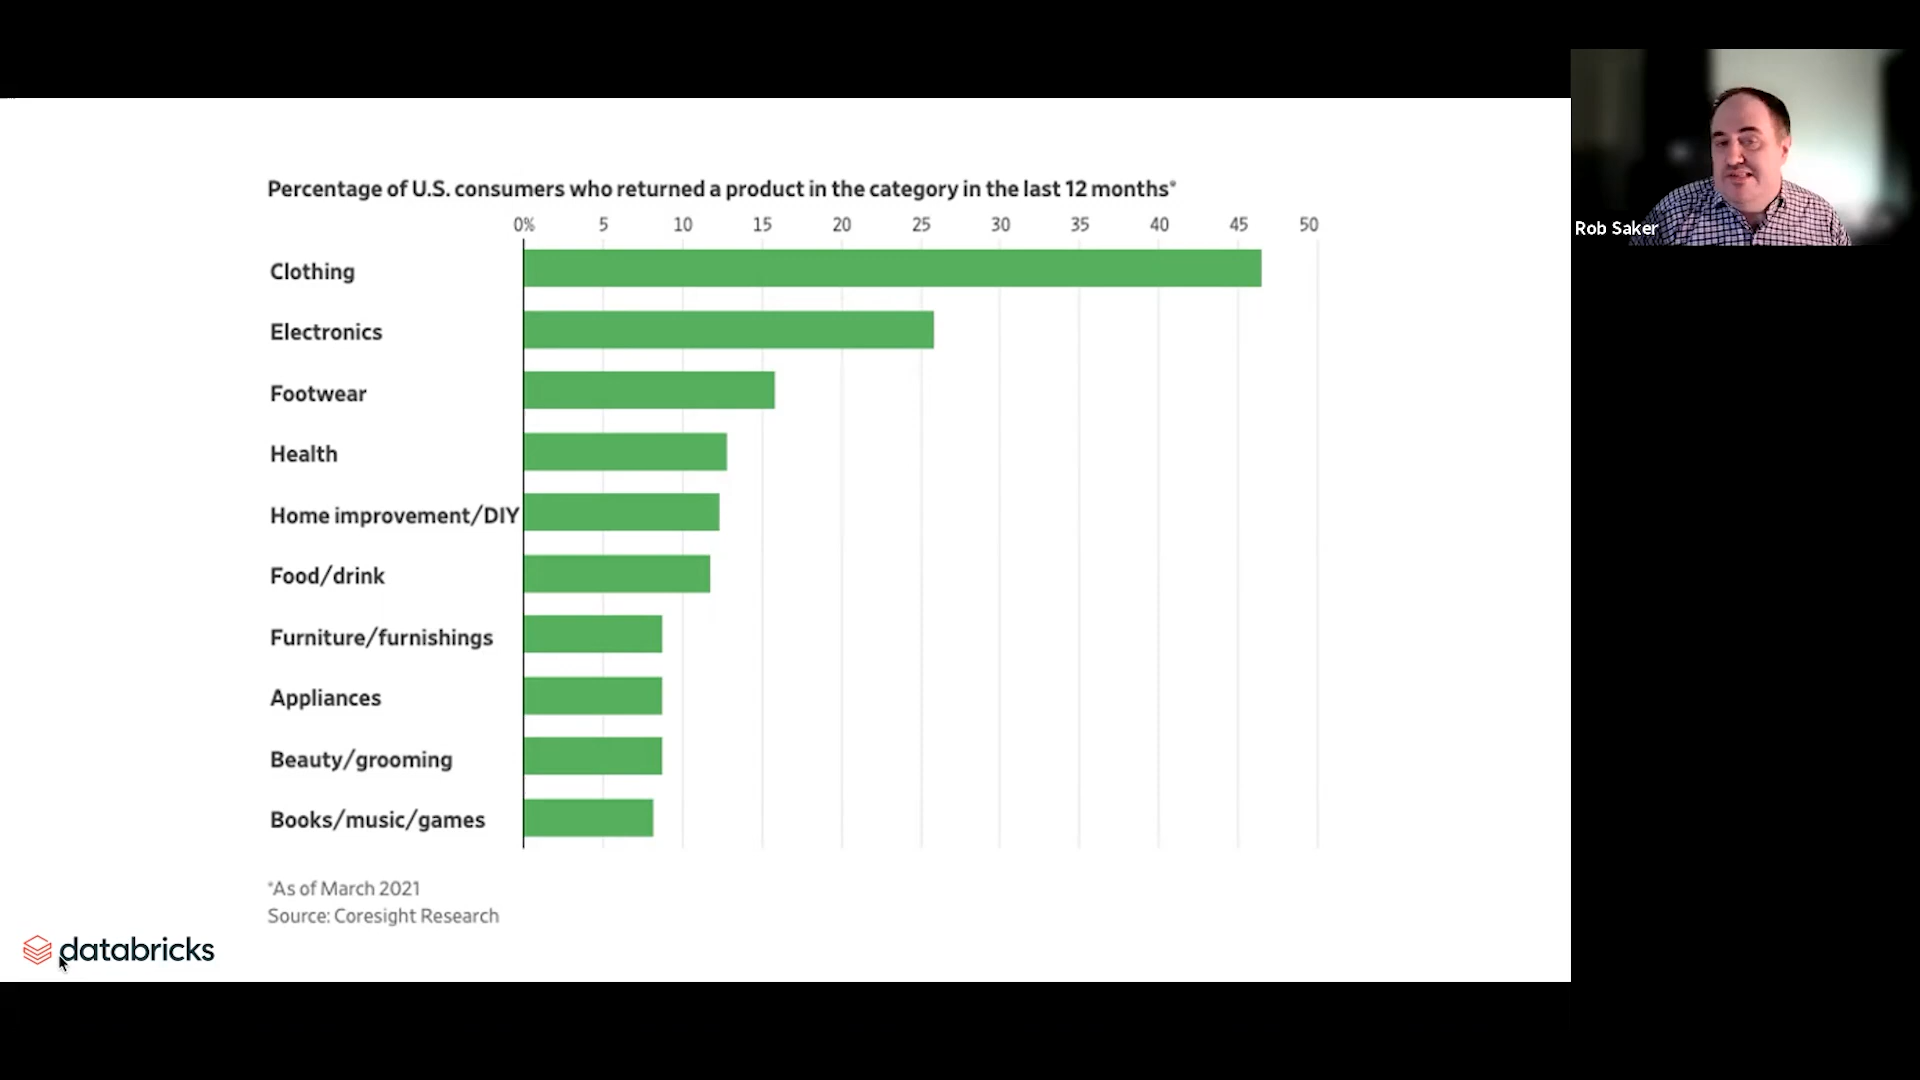 Percentage of U.S. consumers who returned a product in the category in the last 12 months*
0% 5 10 15 20 25 30 35 40 45 50
Clothing
Electronics
Footwear
Health
Home improvement/DIY
Food/drink
Furniture/furnishings
Appliances
Beauty/grooming
Books/music/games
*As of March 2021
Source: Coresight Research
databricks
Rob Saker